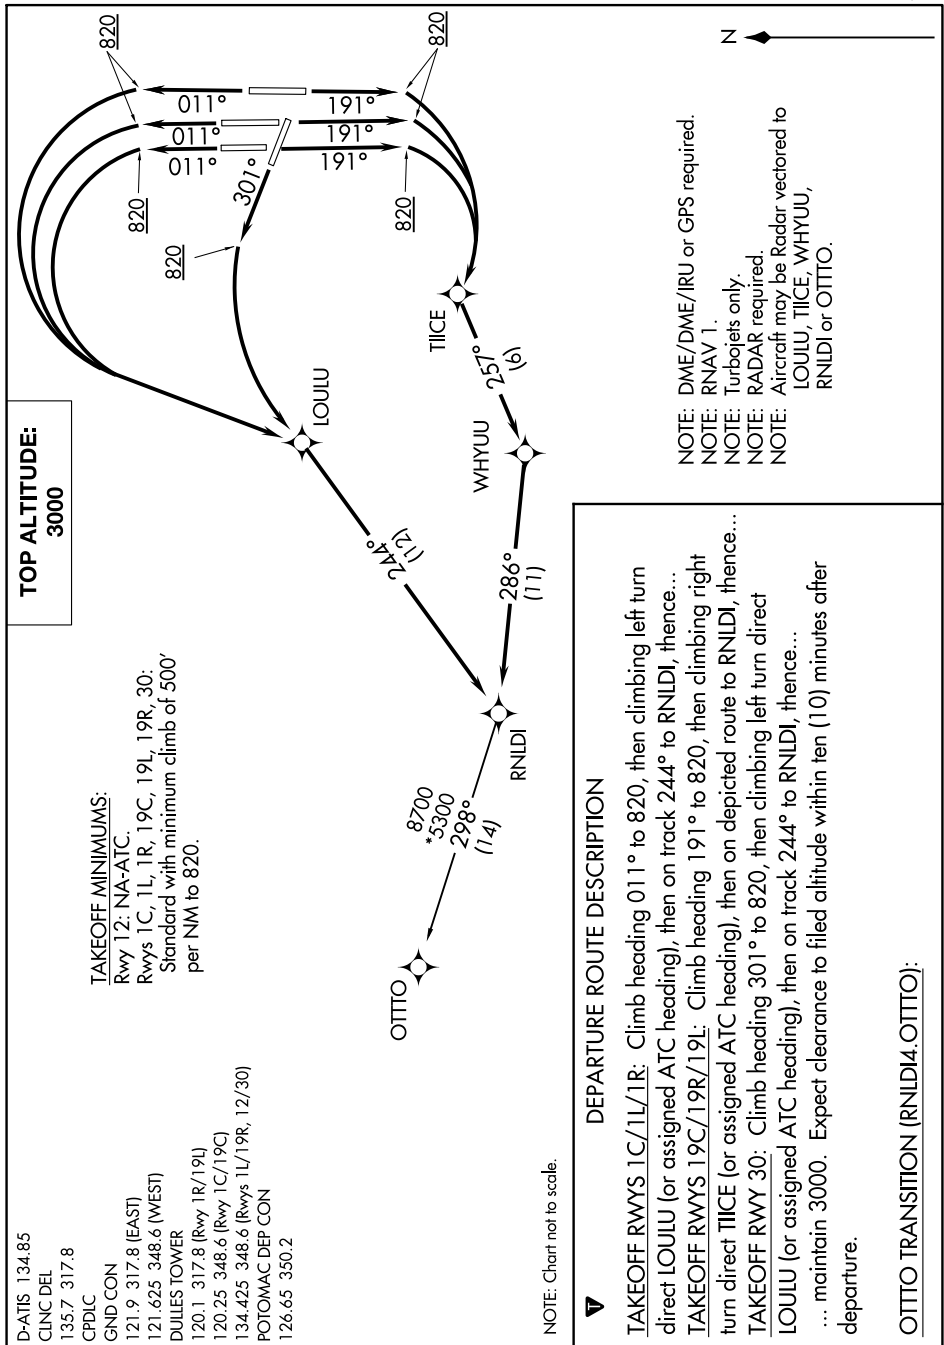 D-ATIS 134.85
CLNC DEL
135.7 317.8
CPDLC
GND CON
121.9 317.8 (EAST)
121.625 348.6 (WEST)
DULLES TOWER
120.1 317.8 (Rwy 1R/19L)
120.25 348.6 (Rwy 1C/19C)
134.425 348.6 (Rwys 1L/19R, 12/30)
POTOMAC DEP CON
126.65 350.2
TAKEOFF MINIMUMS:
Rwy 12: NA-ATC.
Rwys 1C, 1L, 1R, 19C, 19L, 19R, 30:
Standard with minimum climb of 500'
per NM to 820.
TOP ALTITUDE:
3000
820
820
820
011°
011°
011°
301°
191°
191°
191°
820
820
LOULU
244°
(12)
TIICE
257°
(6)
WHYUU
286°
(11)
RNLDI
8700
*5300
298°
(14)
OTTTO
N
NOTE: Chart not to scale.
NOTE: DME/DME/IRU or GPS required.
NOTE: RNAV 1.
NOTE: Turbojets only.
NOTE: RADAR required.
NOTE: Aircraft may be Radar vectored to
LOULU, TIICE, WHYUU,
RNLDI or OTTTO.
T
DEPARTURE ROUTE DESCRIPTION
TAKEOFF RWYS 1C/1L/1R: Climb heading 011° to 820, then climbing left turn
direct LOULU (or assigned ATC heading), then on track 244° to RNLDI, thence...
TAKEOFF RWYS 19C/19R/19L: Climb heading 191° to 820, then climbing right
turn direct TIICE (or assigned ATC heading), then on depicted route to RNLDI, thence...
TAKEOFF RWY 30: Climb heading 301° to 820, then climbing left turn direct
LOULU (or assigned ATC heading), then on track 244° to RNLDI, thence...
... maintain 3000. Expect clearance to filed altitude within ten (10) minutes after
departure.
OTTTO TRANSITION (RNLDI4.OTTTO):